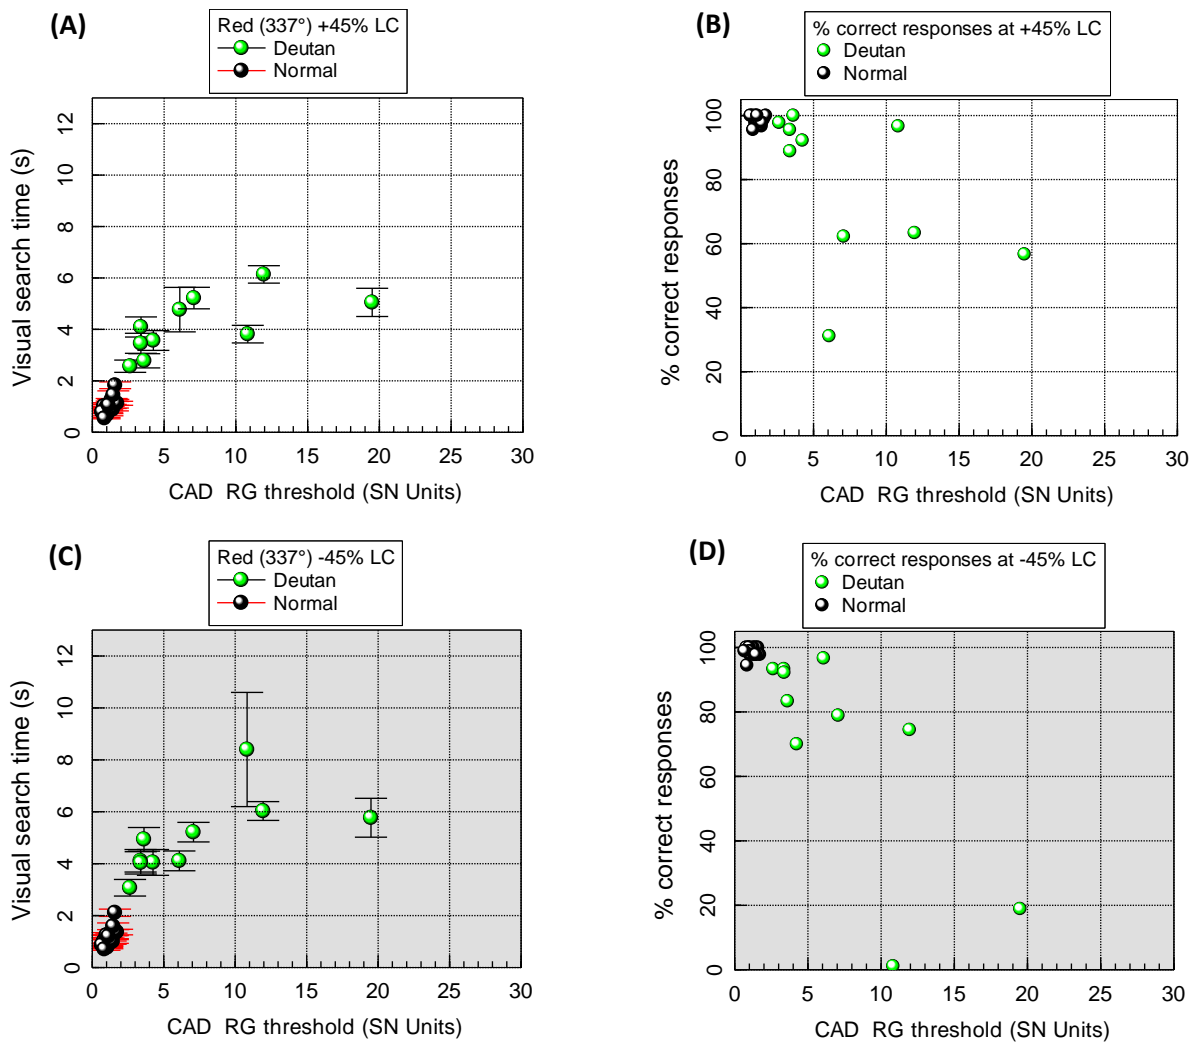 (A)
Red (337°) +45% LC
Deutan
Normal
Visual search time (s)
0 2 4 6 8 10 12
0 5 10 15 20 25 30
CAD RG threshold (SN Units)
(B)
% correct responses at +45% LC
Deutan
Normal
% correct responses
0 20 40 60 80 100
0 5 10 15 20 25 30
CAD RG threshold (SN Units)
(C)
Red (337°) -45% LC
Deutan
Normal
Visual search time (s)
0 2 4 6 8 10 12
0 5 10 15 20 25 30
CAD RG threshold (SN Units)
(D)
% correct responses at -45% LC
Deutan
Normal
% correct responses
0 20 40 60 80 100
0 5 10 15 20 25 30
CAD RG threshold (SN Units)